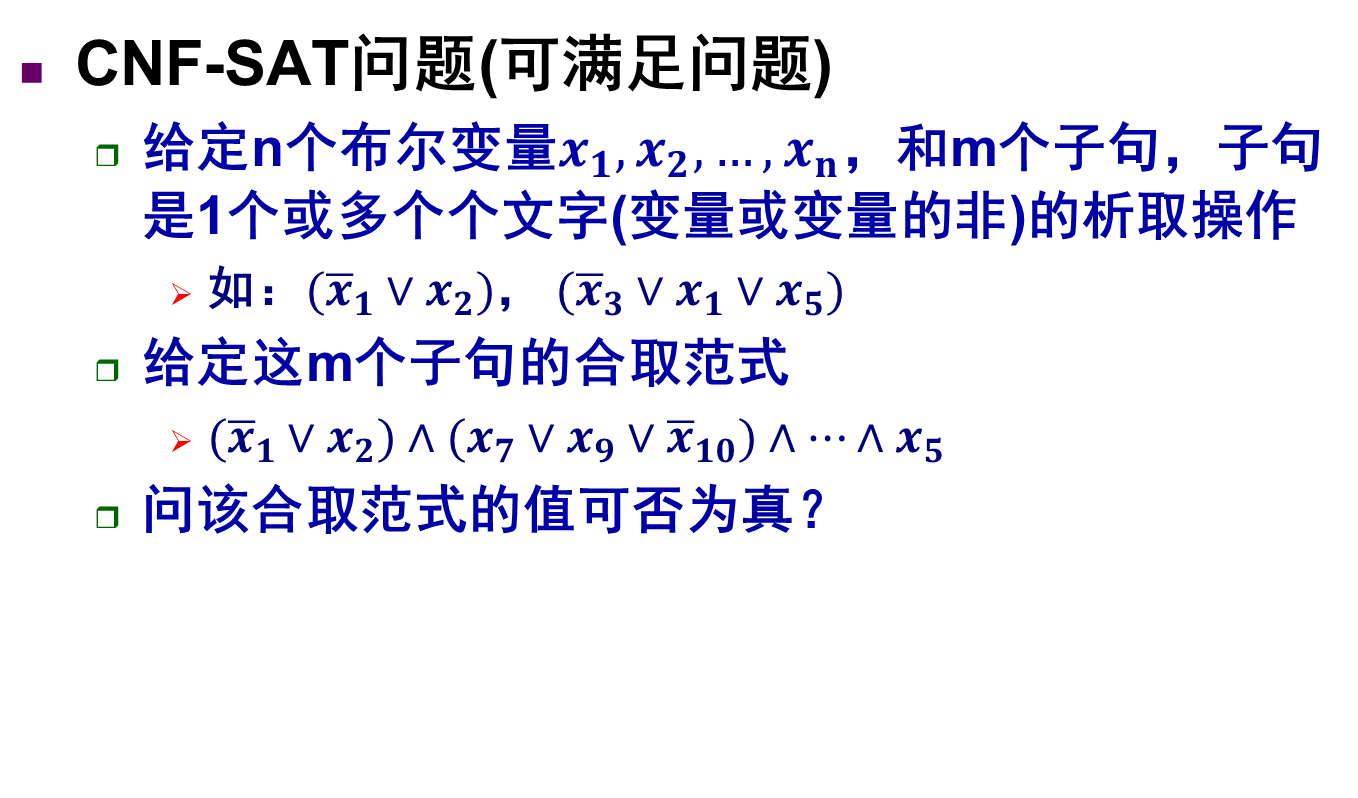 CNF-SAT问题(可满足问题)
给定n个布尔变量x₁, x₂, … , xₙ，和m个子句，子句
是1个或多个个文字(变量或变量的非)的析取操作
如：(x̅₁ ∨ x₂)， (x̅₃ ∨ x₁ ∨ x₅)
给定这m个子句的合取范式
(x̅₁ ∨ x₂) ∧ (x₇ ∨ x₉ ∨ x̅₁₀) ∧ ⋯ ∧ x₅
问该合取范式的值可否为真？